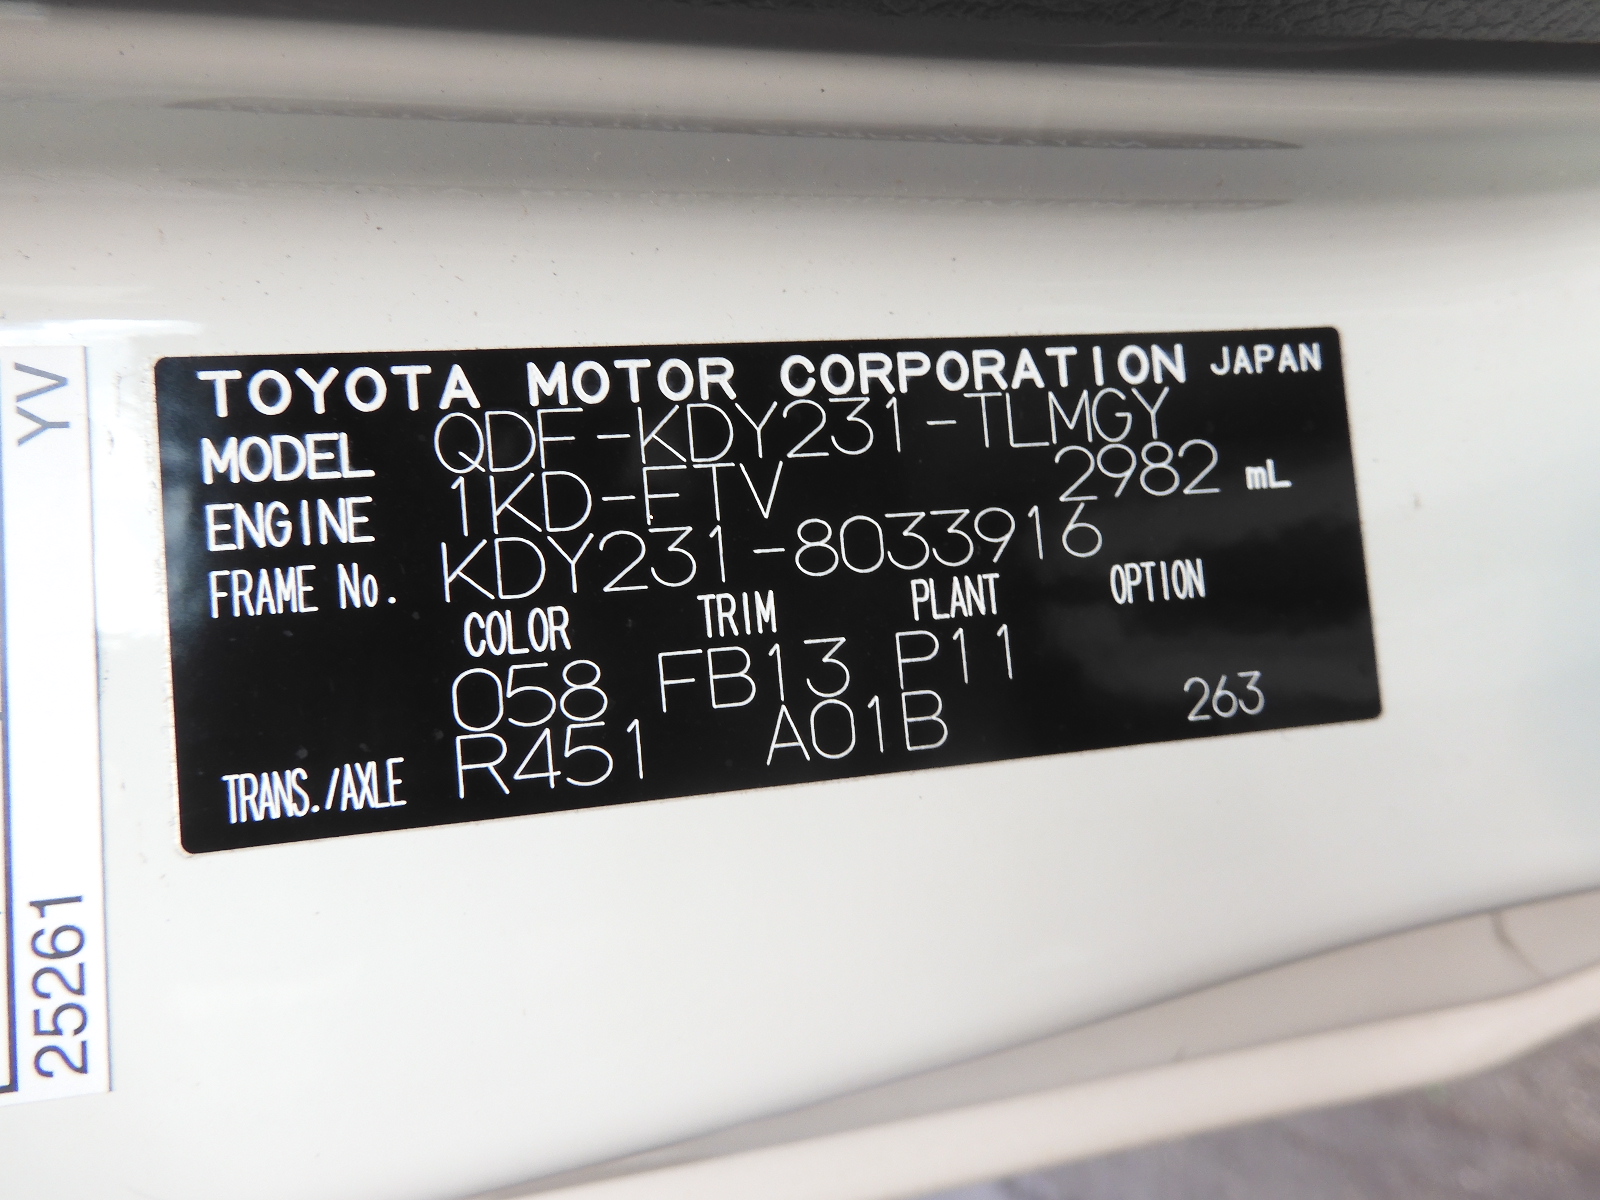 TOYOTA MOTOR CORPORATION JAPAN
MODEL QDF-KDY231-TLMGY
ENGINE 1KD-FTV 2982 mL
FRAME No. KDY231-8033916
COLOR TRIM PLANT OPTION
058 FB13 P11
TRANS./AXLE R451 A01B 263
YV
25261